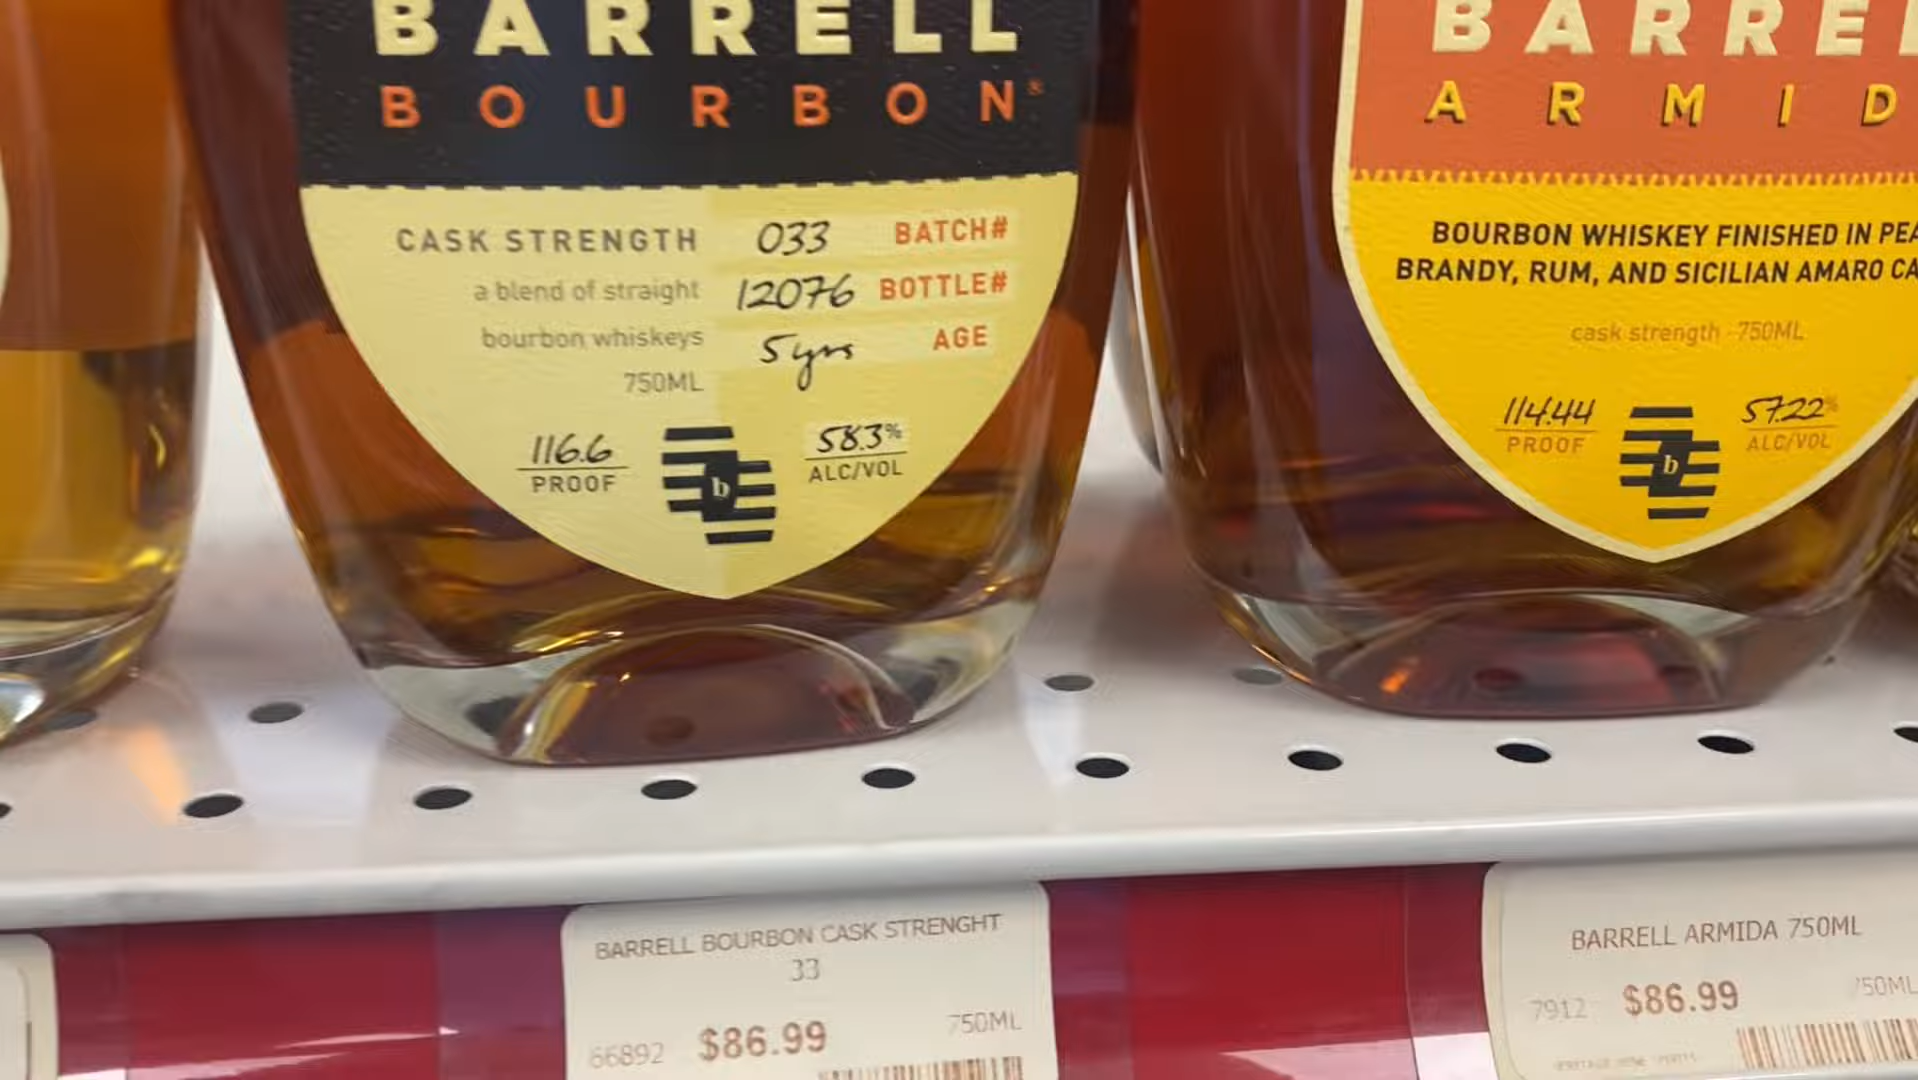 BARRELL
BOURBON®
CASK STRENGTH
a blend of straight
bourbon whiskeys
750ML
033 BATCH#
12076 BOTTLE#
5yrs AGE
116.6
PROOF
b
58.3%
ALC/VOL
BARREL
ARMID
BOURBON WHISKEY FINISHED IN PEA
BRANDY, RUM, AND SICILIAN AMARO CA
cask strength - 750ML
114.44
PROOF
b
57.22%
ALC/VOL
BARRELL BOURBON CASK STRENGHT
33
66892 $86.99 750ML
BARRELL ARMIDA 750ML
7912 $86.99 750ML